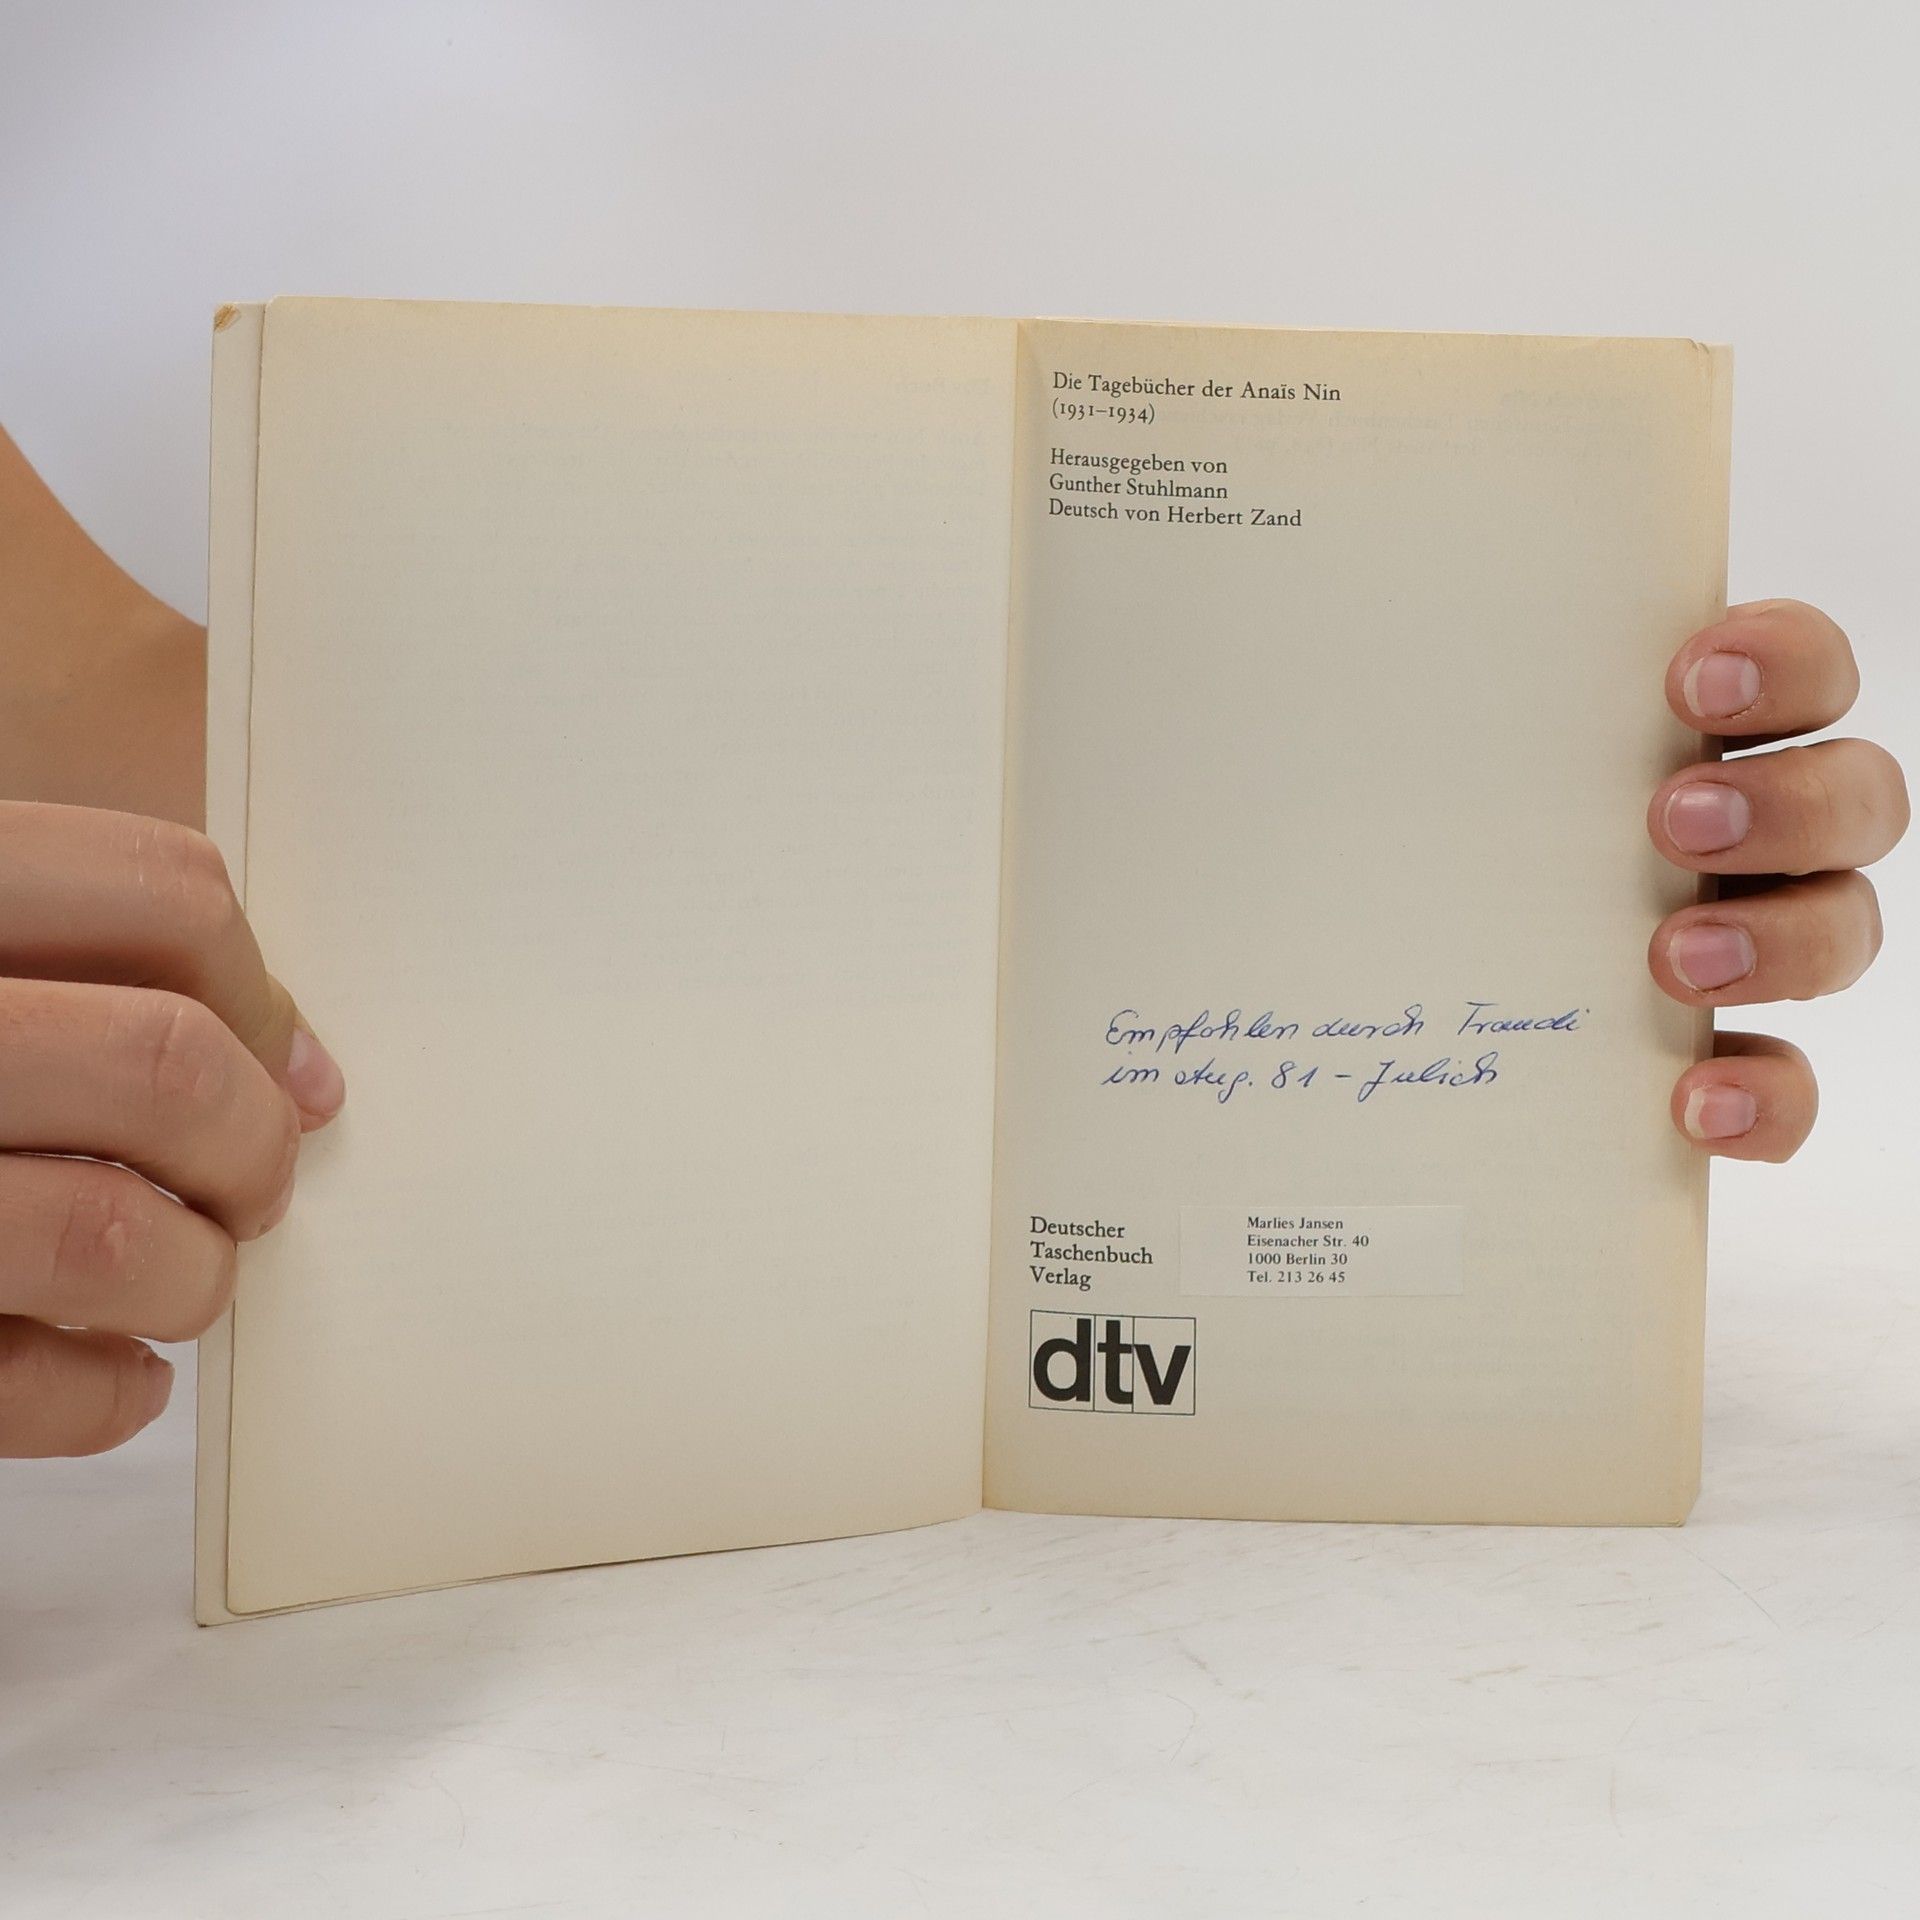 Die Tagebücher der Anaïs Nin
(1931–1934)
Herausgegeben von
Gunther Stuhlmann
Deutsch von Herbert Zand
Empfohlen durch Traudi
im Aug. 81 – Jülich
Deutscher
Taschenbuch
Verlag
Marlies Jansen
Eisenacher Str. 40
1000 Berlin 30
Tel. 213 26 45
dtv